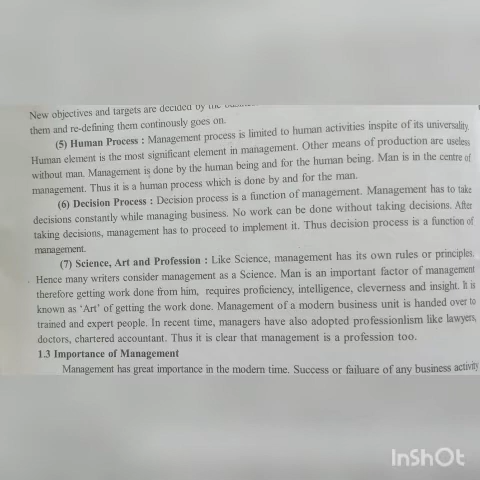 New objectives and targets are decided by the
them and re-defining them continously goes on.
(5) Human Process : Management process is limited to human activities inspite of its universality.
Human element is the most significant element in management. Other means of production are useless
without man. Management is done by the human being and for the human being. Man is in the centre of
management. Thus it is a human process which is done by and for the man.
(6) Decision Process : Decision process is a function of management. Management has to take
decisions constantly while managing business. No work can be done without taking decisions. After
taking decisions, management has to proceed to implement it. Thus decision process is a function of
management.
(7) Science, Art and Profession : Like Science, management has its own rules or principles.
Hence many writers consider management as a Science. Man is an important factor of management
therefore getting work done from him, requires proficiency, intelligence, cleverness and insight. It is
known as 'Art' of getting the work done. Management of a modern business unit is handed over to
trained and expert people. In recent time, managers have also adopted professionlism like lawyers,
doctors, chartered accountant. Thus it is clear that management is a profession too.
1.3 Importance of Management
Management has great importance in the modern time. Success or failuare of any business activity
InShOt